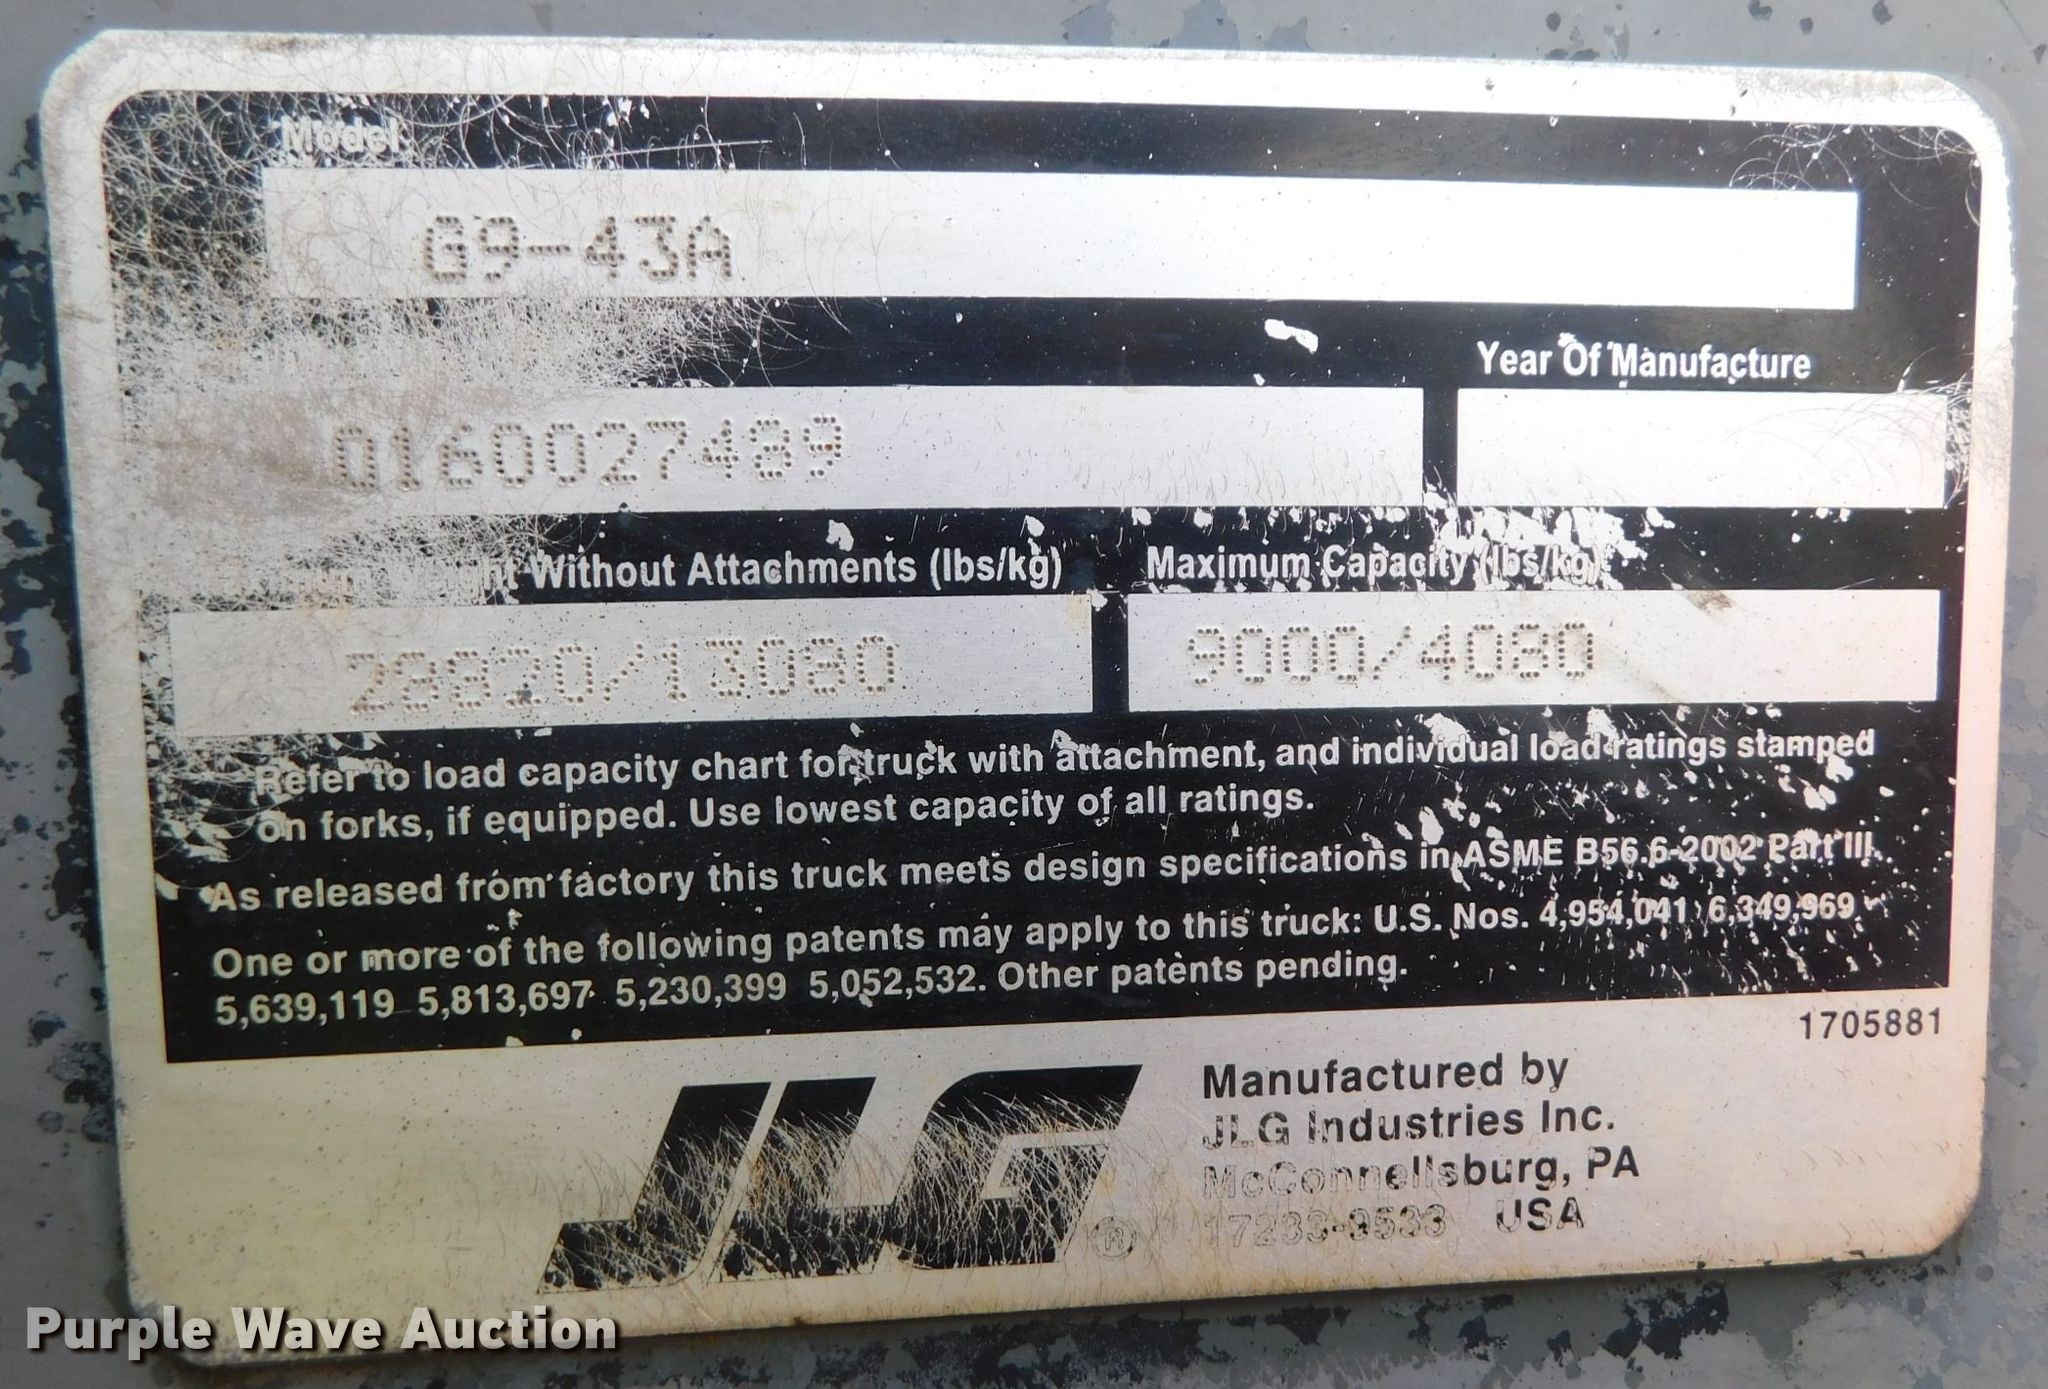 Model
G9-43A
Year Of Manufacture
0160027489
Weight Without Attachments (lbs/kg)
Maximum Capacity (lbs/kg)
28820/13080
9000/4080
Refer to load capacity chart for truck with attachment, and individual load ratings stamped
on forks, if equipped. Use lowest capacity of all ratings.
As released from factory this truck meets design specifications in ASME B56.6-2002 Part III.
One or more of the following patents may apply to this truck: U.S. Nos. 4,954,041 6,349,969
5,639,119 5,813,697 5,230,399 5,052,532. Other patents pending.
1705881
JLG ®
Manufactured by
JLG Industries Inc.
McConnellsburg, PA
17233-9533 USA
Purple Wave Auction